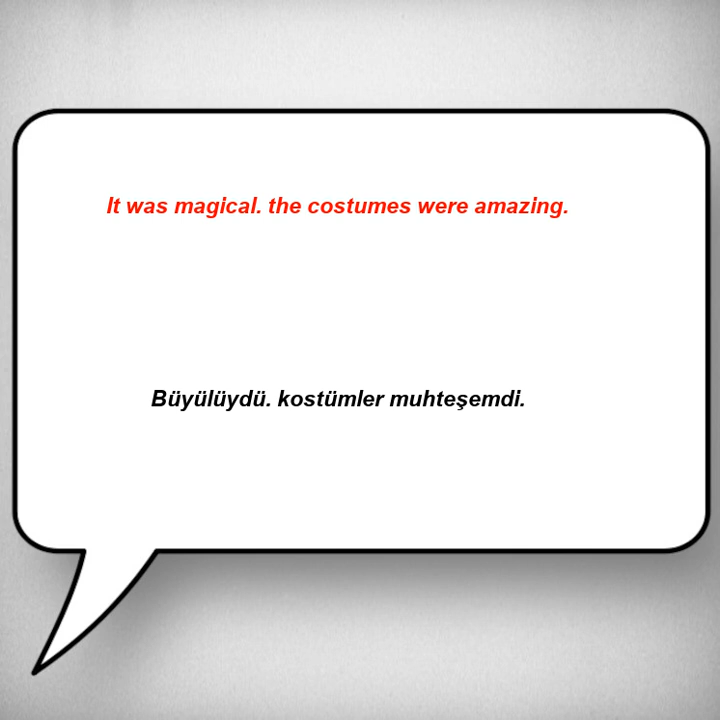 It was magical. the costumes were amazing.
Büyülüydü. kostümler muhteşemdi.